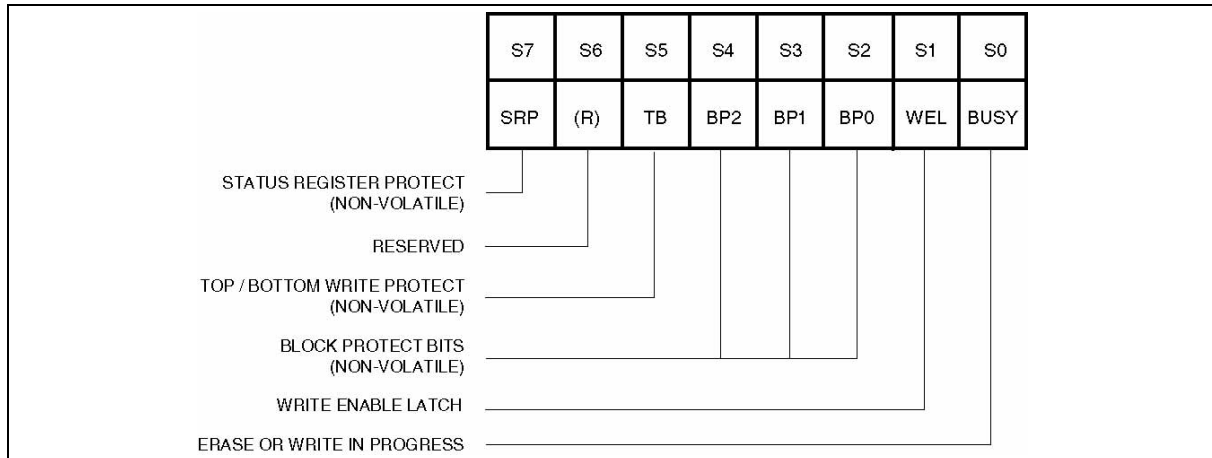 S7 S6 S5 S4 S3 S2 S1 S0
SRP (R) TB BP2 BP1 BP0 WEL BUSY
STATUS REGISTER PROTECT
(NON-VOLATILE)
RESERVED
TOP / BOTTOM WRITE PROTECT
(NON-VOLATILE)
BLOCK PROTECT BITS
(NON-VOLATILE)
WRITE ENABLE LATCH
ERASE OR WRITE IN PROGRESS